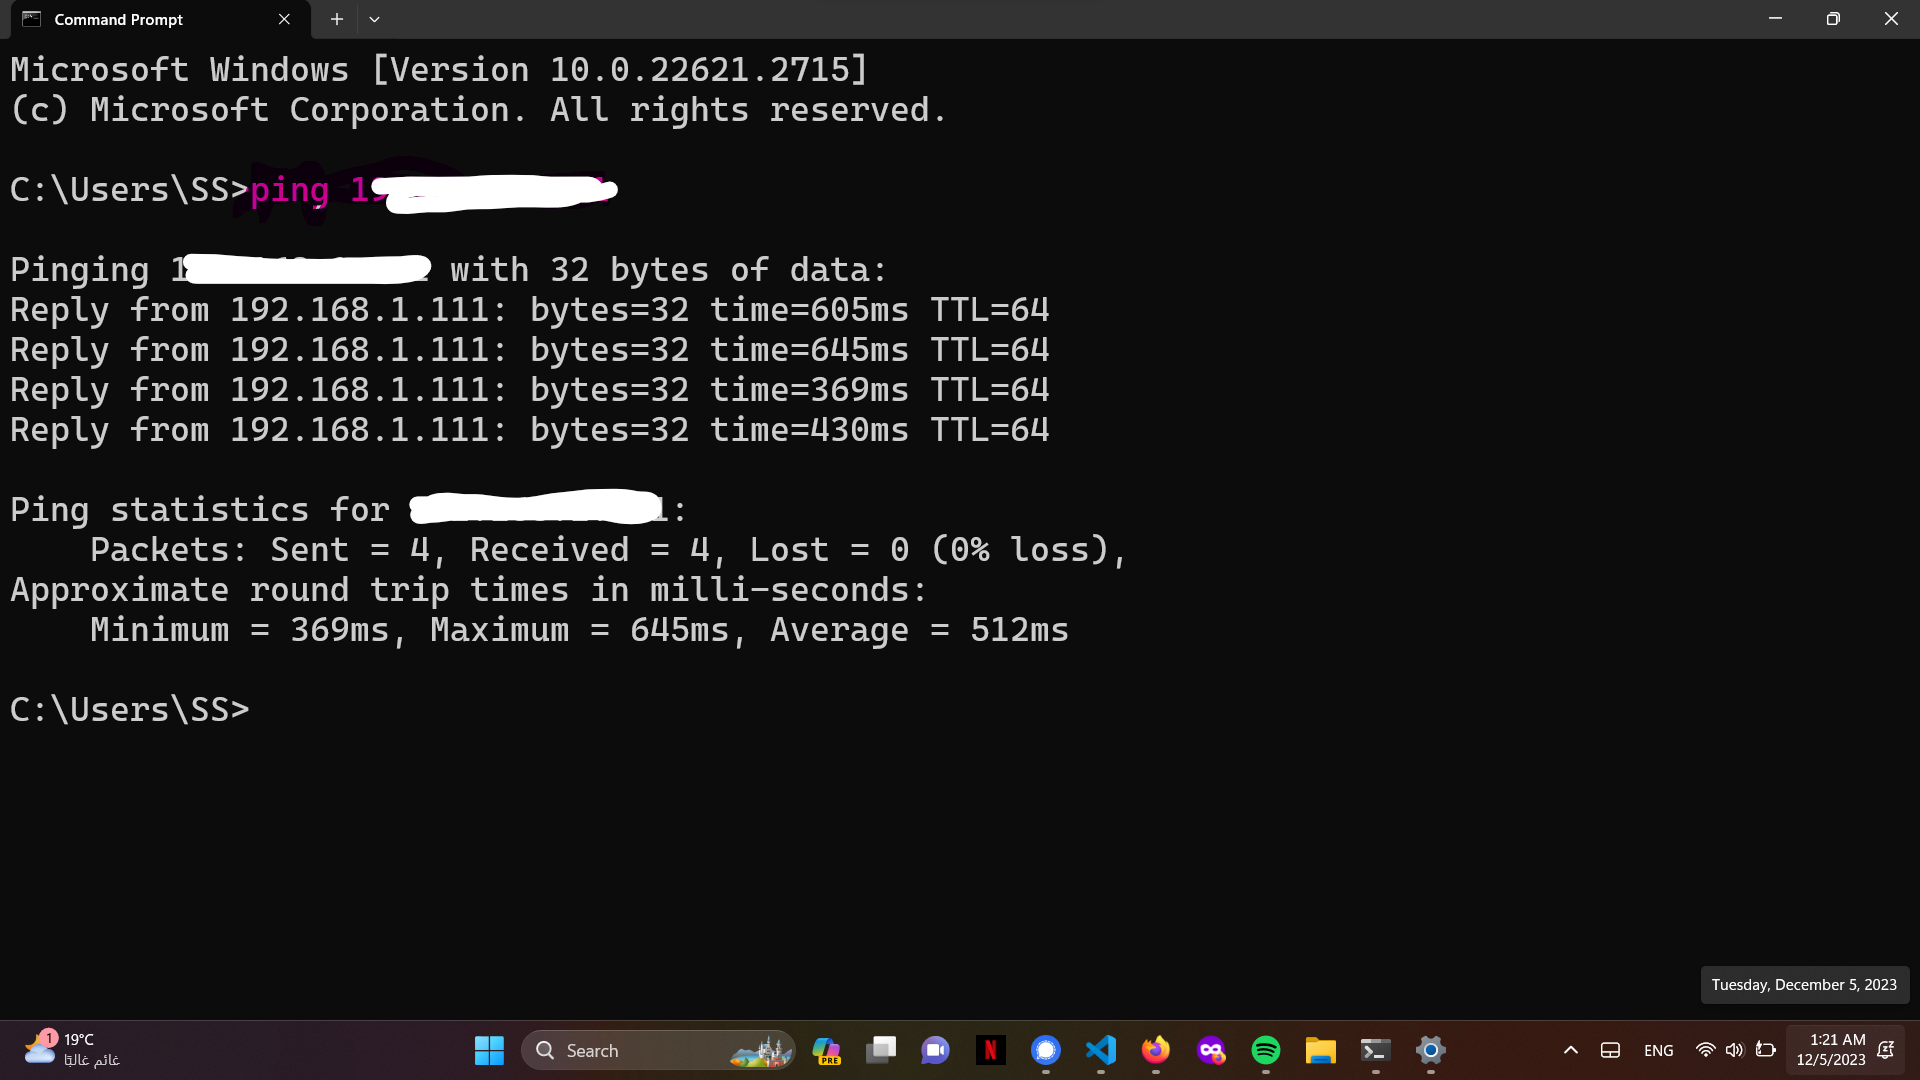 Command Prompt
Microsoft Windows [Version 10.0.22621.2715]
(c) Microsoft Corporation. All rights reserved.
C:\Users\SS>ping
Pinging with 32 bytes of data:
Reply from 192.168.1.111: bytes=32 time=605ms TTL=64
Reply from 192.168.1.111: bytes=32 time=645ms TTL=64
Reply from 192.168.1.111: bytes=32 time=369ms TTL=64
Reply from 192.168.1.111: bytes=32 time=430ms TTL=64
Ping statistics for
Packets: Sent = 4, Received = 4, Lost = 0 (0% loss),
Approximate round trip times in milli-seconds:
Minimum = 369ms, Maximum = 645ms, Average = 512ms
C:\Users\SS>
Tuesday, December 5, 2023
1
19°C
غائم غالبًا
Search
PRE
N
ENG
1:21 AM
12/5/2023